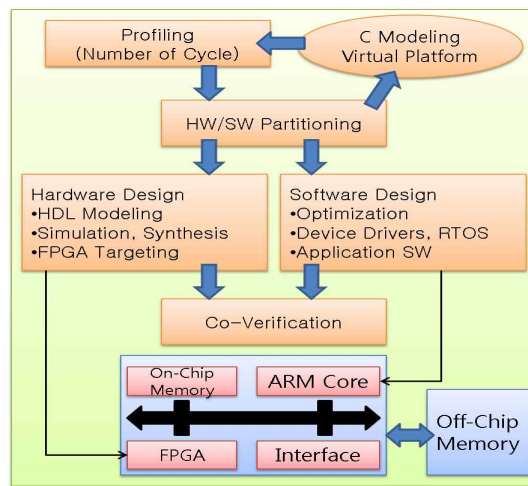 Profiling
(Number of Cycle)
C Modeling
Virtual Platform
HW/SW Partitioning
Hardware Design
•HDL Modeling
•Simulation, Synthesis
•FPGA Targeting
Software Design
•Optimization
•Device Drivers, RTOS
•Application SW
Co-Verification
On-Chip
Memory
ARM Core
FPGA
Interface
Off-Chip
Memory